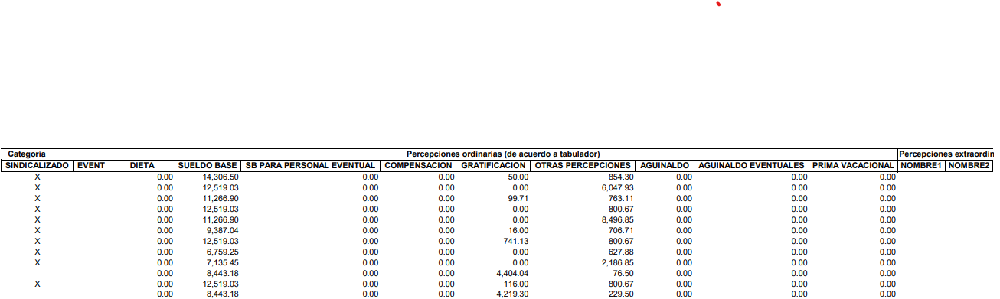 Categoría Percepciones ordinarias (de acuerdo a tabulador) Percepciones extraordin
SINDICALIZADO EVENT DIETA SUELDO BASE SB PARA PERSONAL EVENTUAL COMPENSACION GRATIFICACION OTRAS PERCEPCIONES AGUINALDO AGUINALDO EVENTUALES PRIMA VACACIONAL NOMBRE1 NOMBRE2
X 0.00 14,306.50 0.00 0.00 50.00 854.30 0.00 0.00 0.00
X 0.00 12,519.03 0.00 0.00 0.00 6,047.93 0.00 0.00 0.00
X 0.00 11,266.90 0.00 0.00 99.71 763.11 0.00 0.00 0.00
X 0.00 12,519.03 0.00 0.00 0.00 800.67 0.00 0.00 0.00
X 0.00 11,266.90 0.00 0.00 0.00 8,496.85 0.00 0.00 0.00
X 0.00 9,387.04 0.00 0.00 16.00 706.71 0.00 0.00 0.00
X 0.00 12,519.03 0.00 0.00 741.13 800.67 0.00 0.00 0.00
X 0.00 6,759.25 0.00 0.00 0.00 627.88 0.00 0.00 0.00
X 0.00 7,135.45 0.00 0.00 0.00 2,186.85 0.00 0.00 0.00
0.00 8,443.18 0.00 0.00 4,404.04 76.50 0.00 0.00 0.00
X 0.00 12,519.03 0.00 0.00 116.00 800.67 0.00 0.00 0.00
0.00 8,443.18 0.00 0.00 4,219.30 229.50 0.00 0.00 0.00